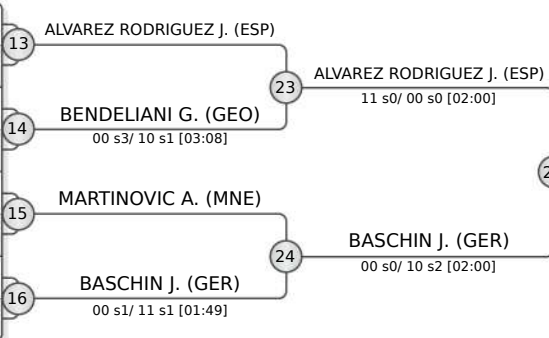 13
ALVAREZ RODRIGUEZ J. (ESP)
23
ALVAREZ RODRIGUEZ J. (ESP)
11 s0/ 00 s0 [02:00]
14
BENDELIANI G. (GEO)
00 s3/ 10 s1 [03:08]
15
MARTINOVIC A. (MNE)
24
BASCHIN J. (GER)
00 s0/ 10 s2 [02:00]
16
BASCHIN J. (GER)
00 s1/ 11 s1 [01:49]